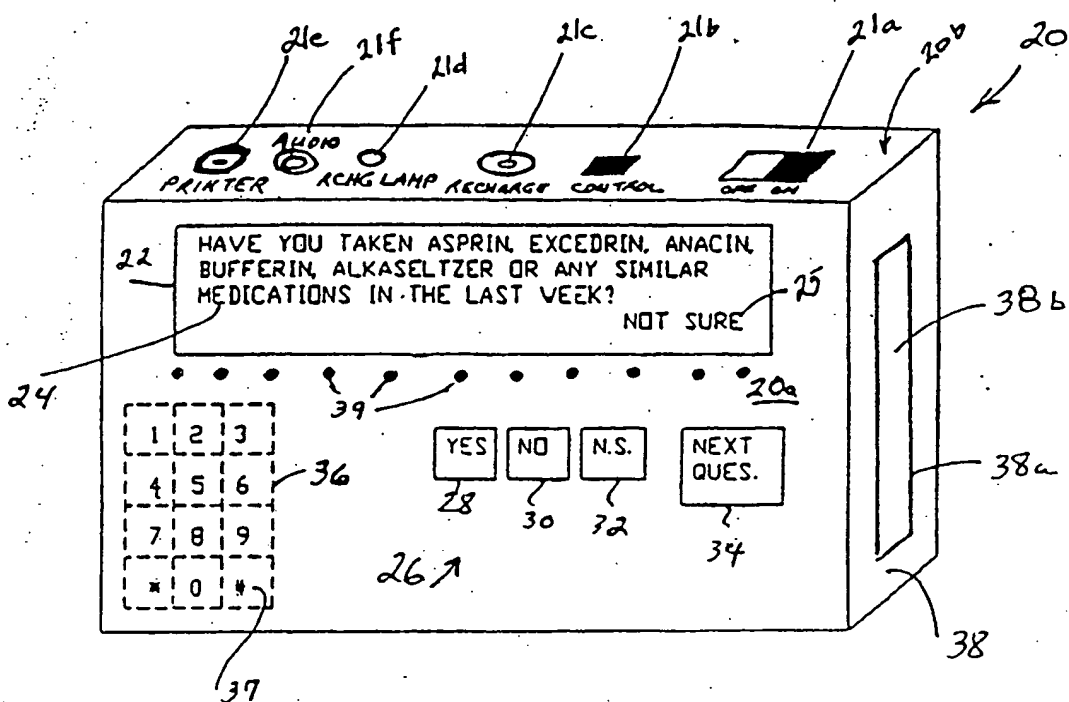 21e 21f 21d 21c 21b 21a 20b 20
AUDIO
PRINTER RCHG LAMP RECHARGE CONTROL OFF ON
22
HAVE YOU TAKEN ASPRIN, EXCEDRIN, ANACIN,
BUFFERIN, ALKASELTZER OR ANY SIMILAR
MEDICATIONS IN THE LAST WEEK?
25
NOT SURE
38b
24
39
20a
1 2 3
YES NO N.S. NEXT
QUES.
4 5 6
36
38a
28 30 32 34
7 8 9
26
* 0 #
38
37